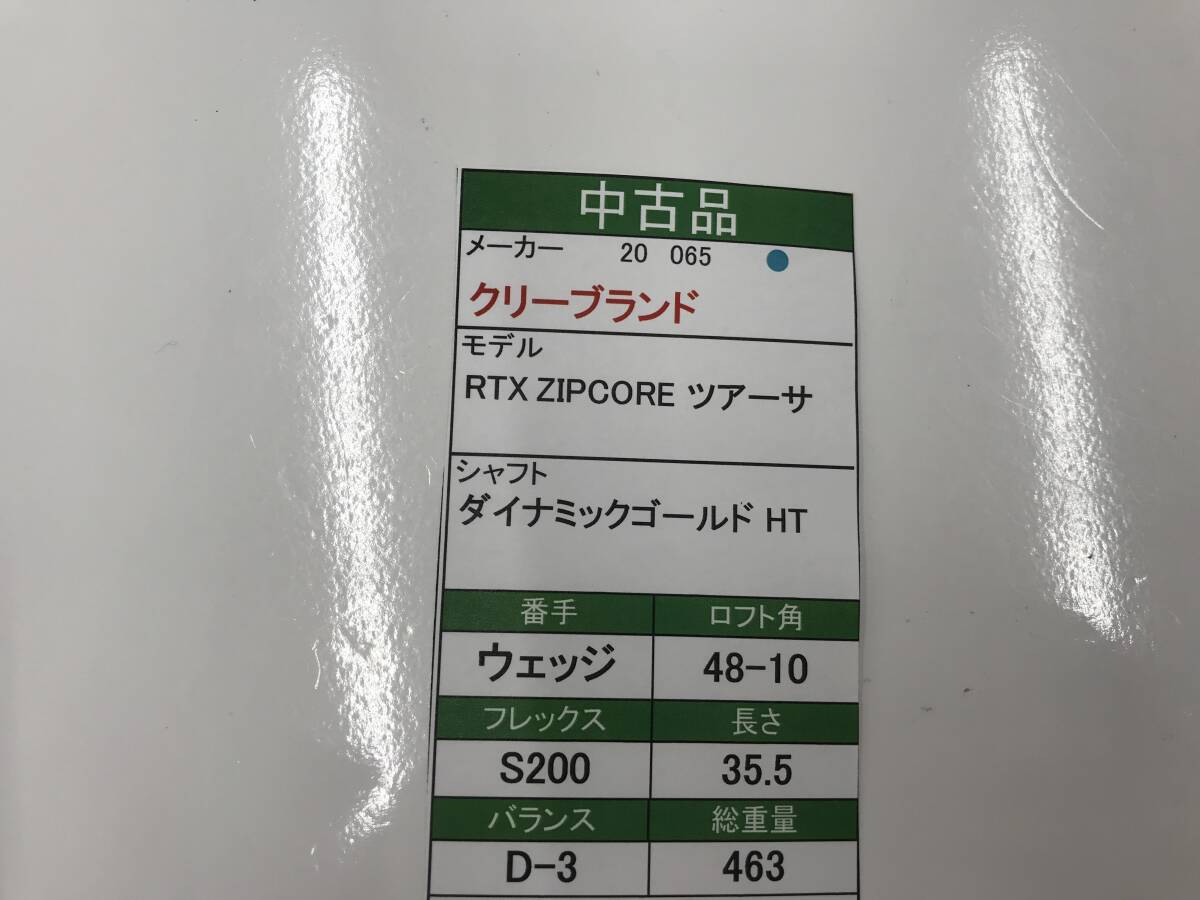 中古品
メーカー 20 065
クリーブランド
モデル
RTX ZIPCORE ツアーサ
シャフト
ダイナミックゴールド HT
番手 ロフト角
ウェッジ 48-10
フレックス 長さ
S200 35.5
バランス 総重量
D-3 463